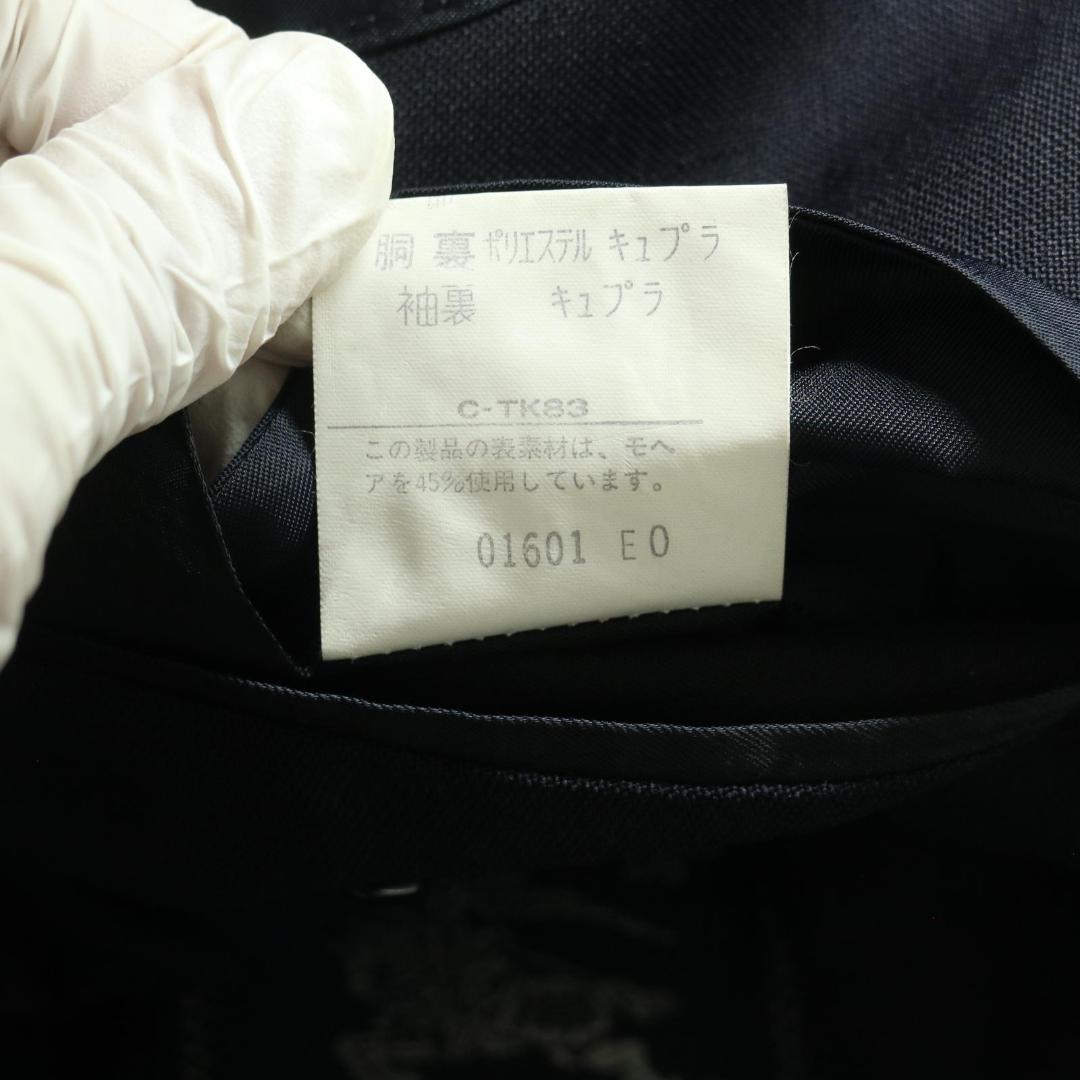 胴裏 ポリエステル キュプラ
袖裏 キュプラ
C-TK83
この製品の表素材は、モヘ
アを45%使用しています。
01601 E0